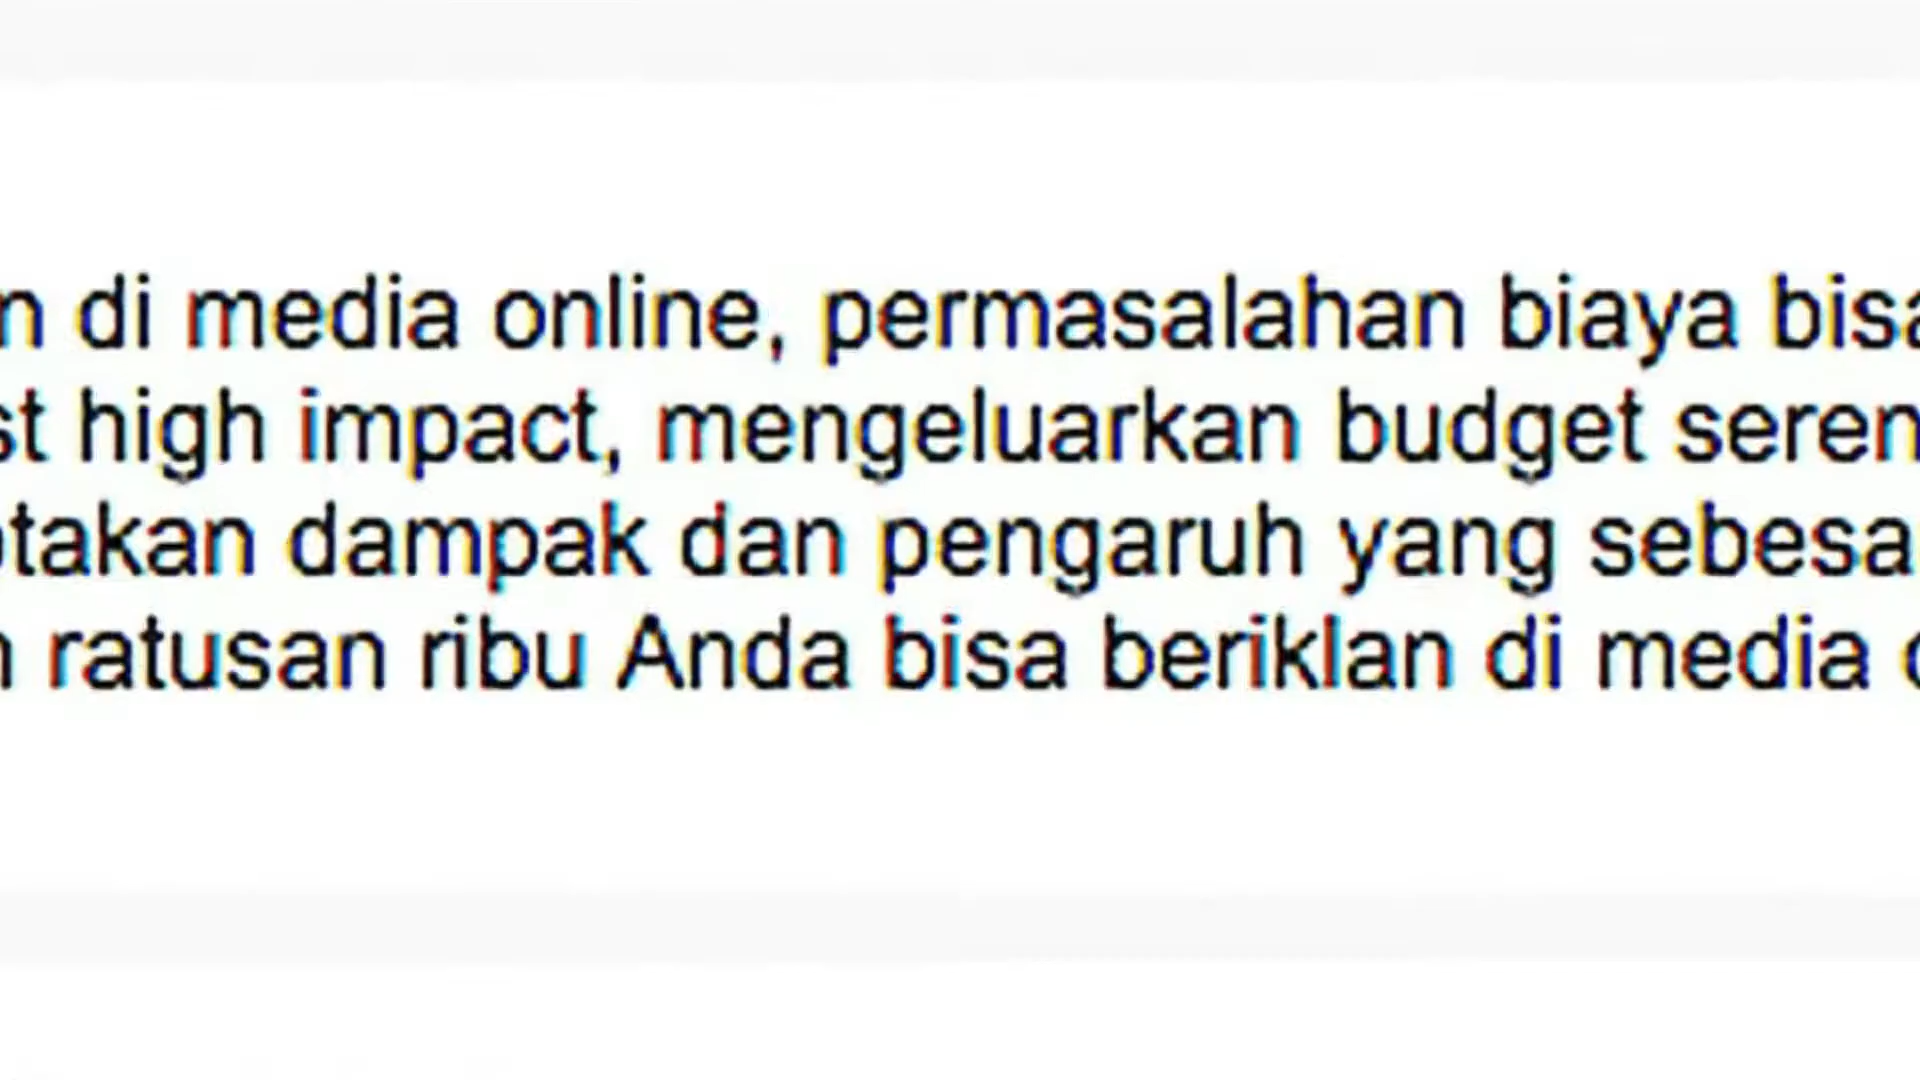 n di media online, permasalahan biaya bisa
st high impact, mengeluarkan budget seren
takan dampak dan pengaruh yang sebesa
ratusan ribu Anda bisa beriklan di media